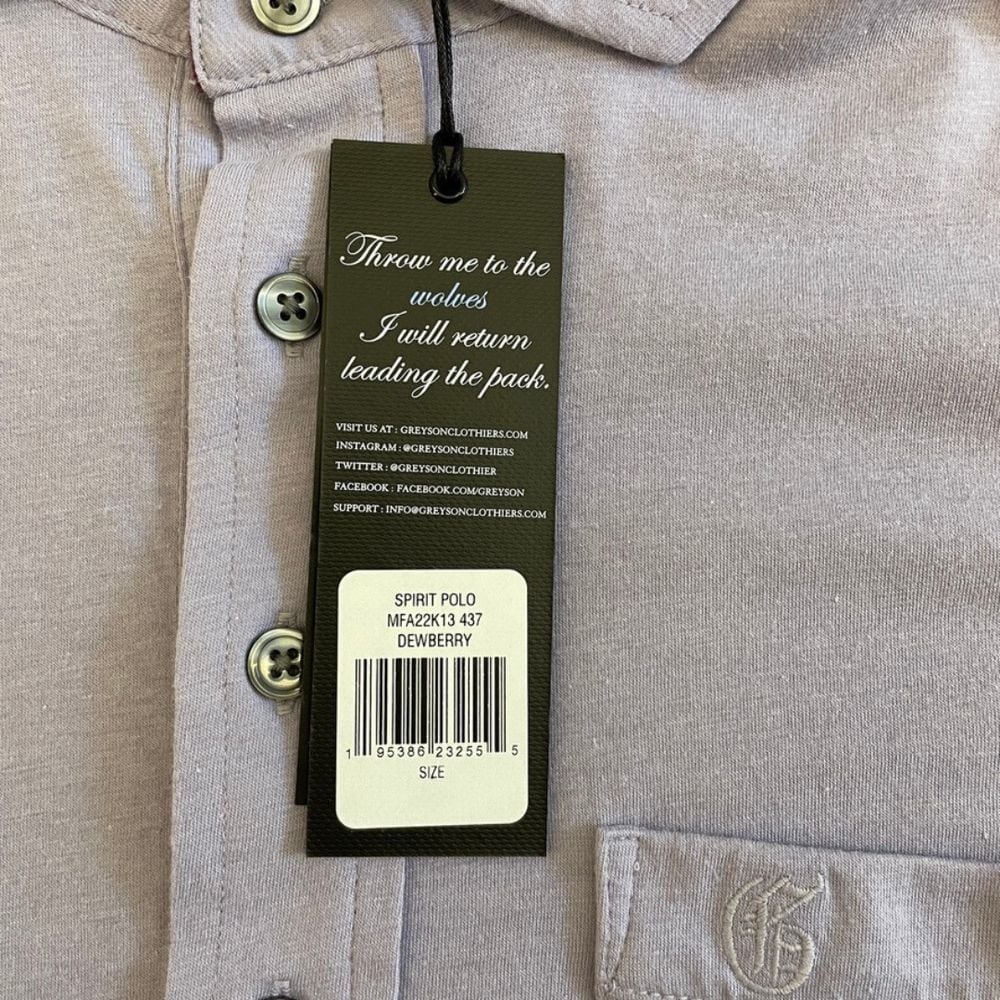 Throw me to the
wolves
I will return
leading the pack.
VISIT US AT : GREYSONCLOTHIERS.COM
INSTAGRAM : @GREYSONCLOTHIERS
TWITTER : @GREYSONCLOTHIER
FACEBOOK : FACEBOOK.COM/GREYSON
SUPPORT : INFO@GREYSONCLOTHIERS.COM
SPIRIT POLO
MFA22K13 437
DEWBERRY
1 95386 23255 5
SIZE
G